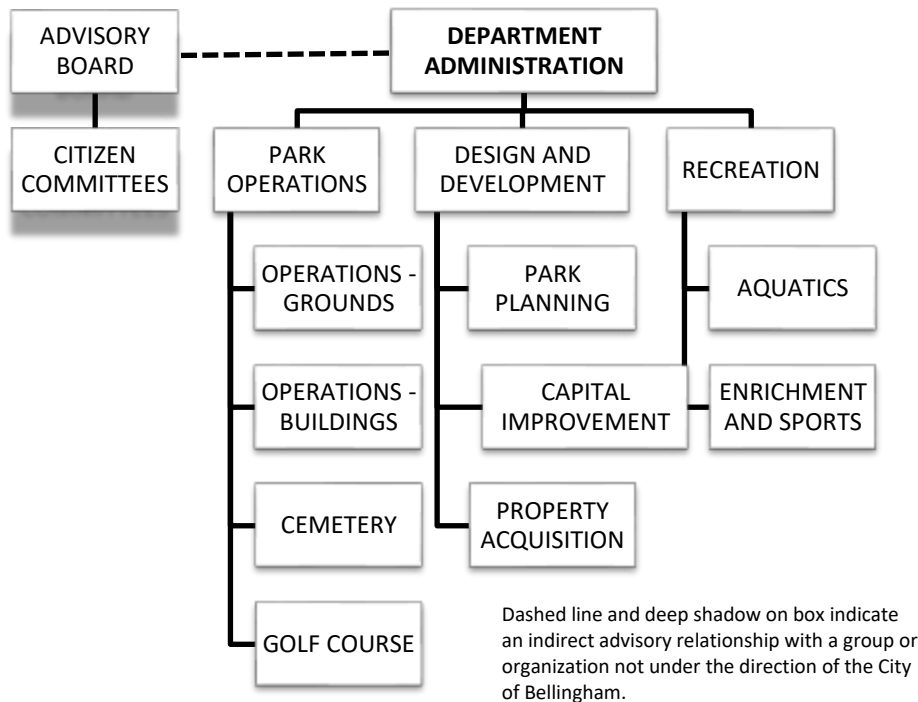 ADVISORY
BOARD
DEPARTMENT
ADMINISTRATION
CITIZEN
COMMITTEES
PARK
OPERATIONS
DESIGN AND
DEVELOPMENT
RECREATION
OPERATIONS -
GROUNDS
PARK
PLANNING
AQUATICS
OPERATIONS -
BUILDINGS
CAPITAL
IMPROVEMENT
ENRICHMENT
AND SPORTS
CEMETERY
PROPERTY
ACQUISITION
GOLF COURSE
Dashed line and deep shadow on box indicate
an indirect advisory relationship with a group or
organization not under the direction of the City
of Bellingham.